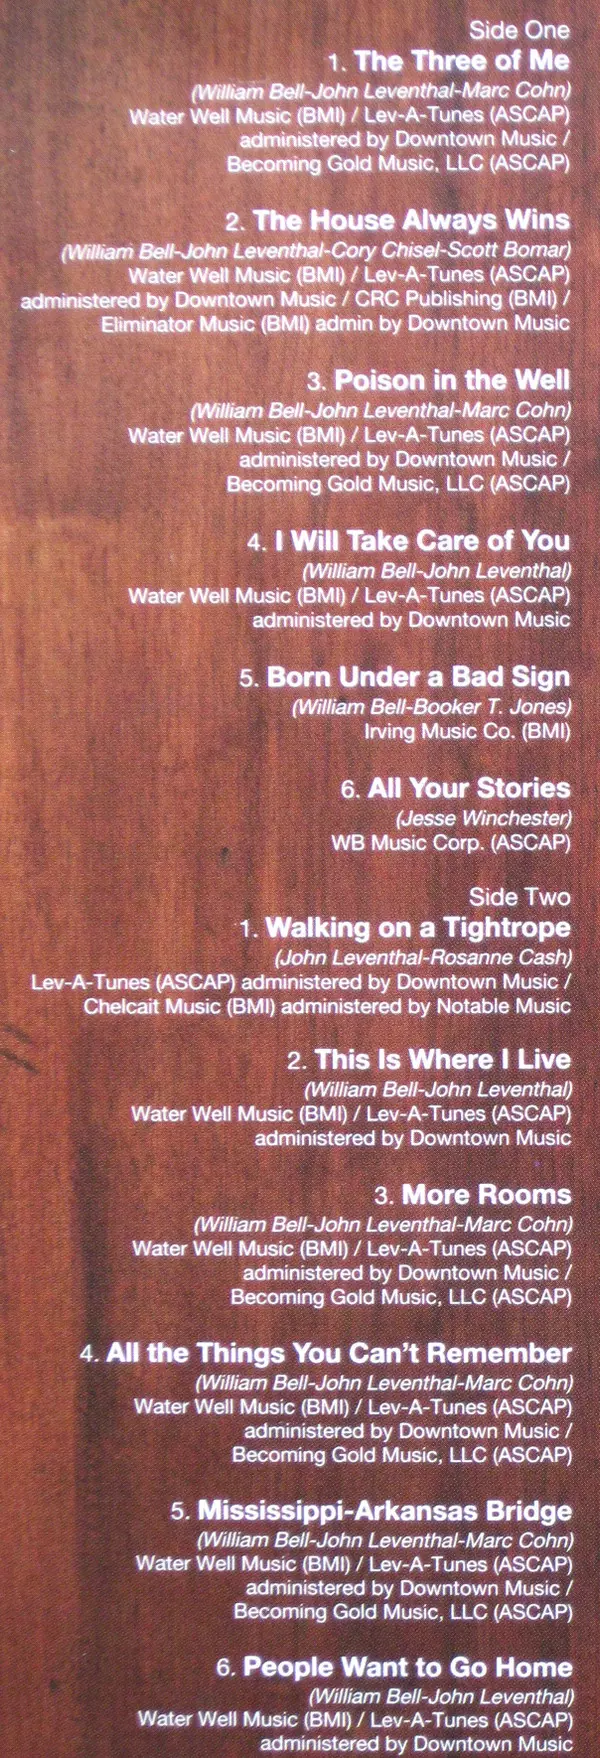 Side One
1. The Three of Me
(William Bell-John Leventhal-Marc Cohn)
Water Well Music (BMI) / Lev-A-Tunes (ASCAP)
administered by Downtown Music /
Becoming Gold Music, LLC (ASCAP)
2. The House Always Wins
(William Bell-John Leventhal-Cory Chisel-Scott Bomar)
Water Well Music (BMI) / Lev-A-Tunes (ASCAP)
administered by Downtown Music / CRC Publishing (BMI) /
Eliminator Music (BMI) admin by Downtown Music
3. Poison in the Well
(William Bell-John Leventhal-Marc Cohn)
Water Well Music (BMI) / Lev-A-Tunes (ASCAP)
administered by Downtown Music /
Becoming Gold Music, LLC (ASCAP)
4. I Will Take Care of You
(William Bell-John Leventhal)
Water Well Music (BMI) / Lev-A-Tunes (ASCAP)
administered by Downtown Music
5. Born Under a Bad Sign
(William Bell-Booker T. Jones)
Irving Music Co. (BMI)
6. All Your Stories
(Jesse Winchester)
WB Music Corp. (ASCAP)
Side Two
1. Walking on a Tightrope
(John Leventhal-Rosanne Cash)
Lev-A-Tunes (ASCAP) administered by Downtown Music /
Chelcait Music (BMI) administered by Notable Music
2. This Is Where I Live
(William Bell-John Leventhal)
Water Well Music (BMI) / Lev-A-Tunes (ASCAP)
administered by Downtown Music
3. More Rooms
(William Bell-John Leventhal-Marc Cohn)
Water Well Music (BMI) / Lev-A-Tunes (ASCAP)
administered by Downtown Music /
Becoming Gold Music, LLC (ASCAP)
4. All the Things You Can't Remember
(William Bell-John Leventhal-Marc Cohn)
Water Well Music (BMI) / Lev-A-Tunes (ASCAP)
administered by Downtown Music /
Becoming Gold Music, LLC (ASCAP)
5. Mississippi-Arkansas Bridge
(William Bell-John Leventhal-Marc Cohn)
Water Well Music (BMI) / Lev-A-Tunes (ASCAP)
administered by Downtown Music /
Becoming Gold Music, LLC (ASCAP)
6. People Want to Go Home
(William Bell-John Leventhal)
Water Well Music (BMI) / Lev-A-Tunes (ASCAP)
administered by Downtown Music